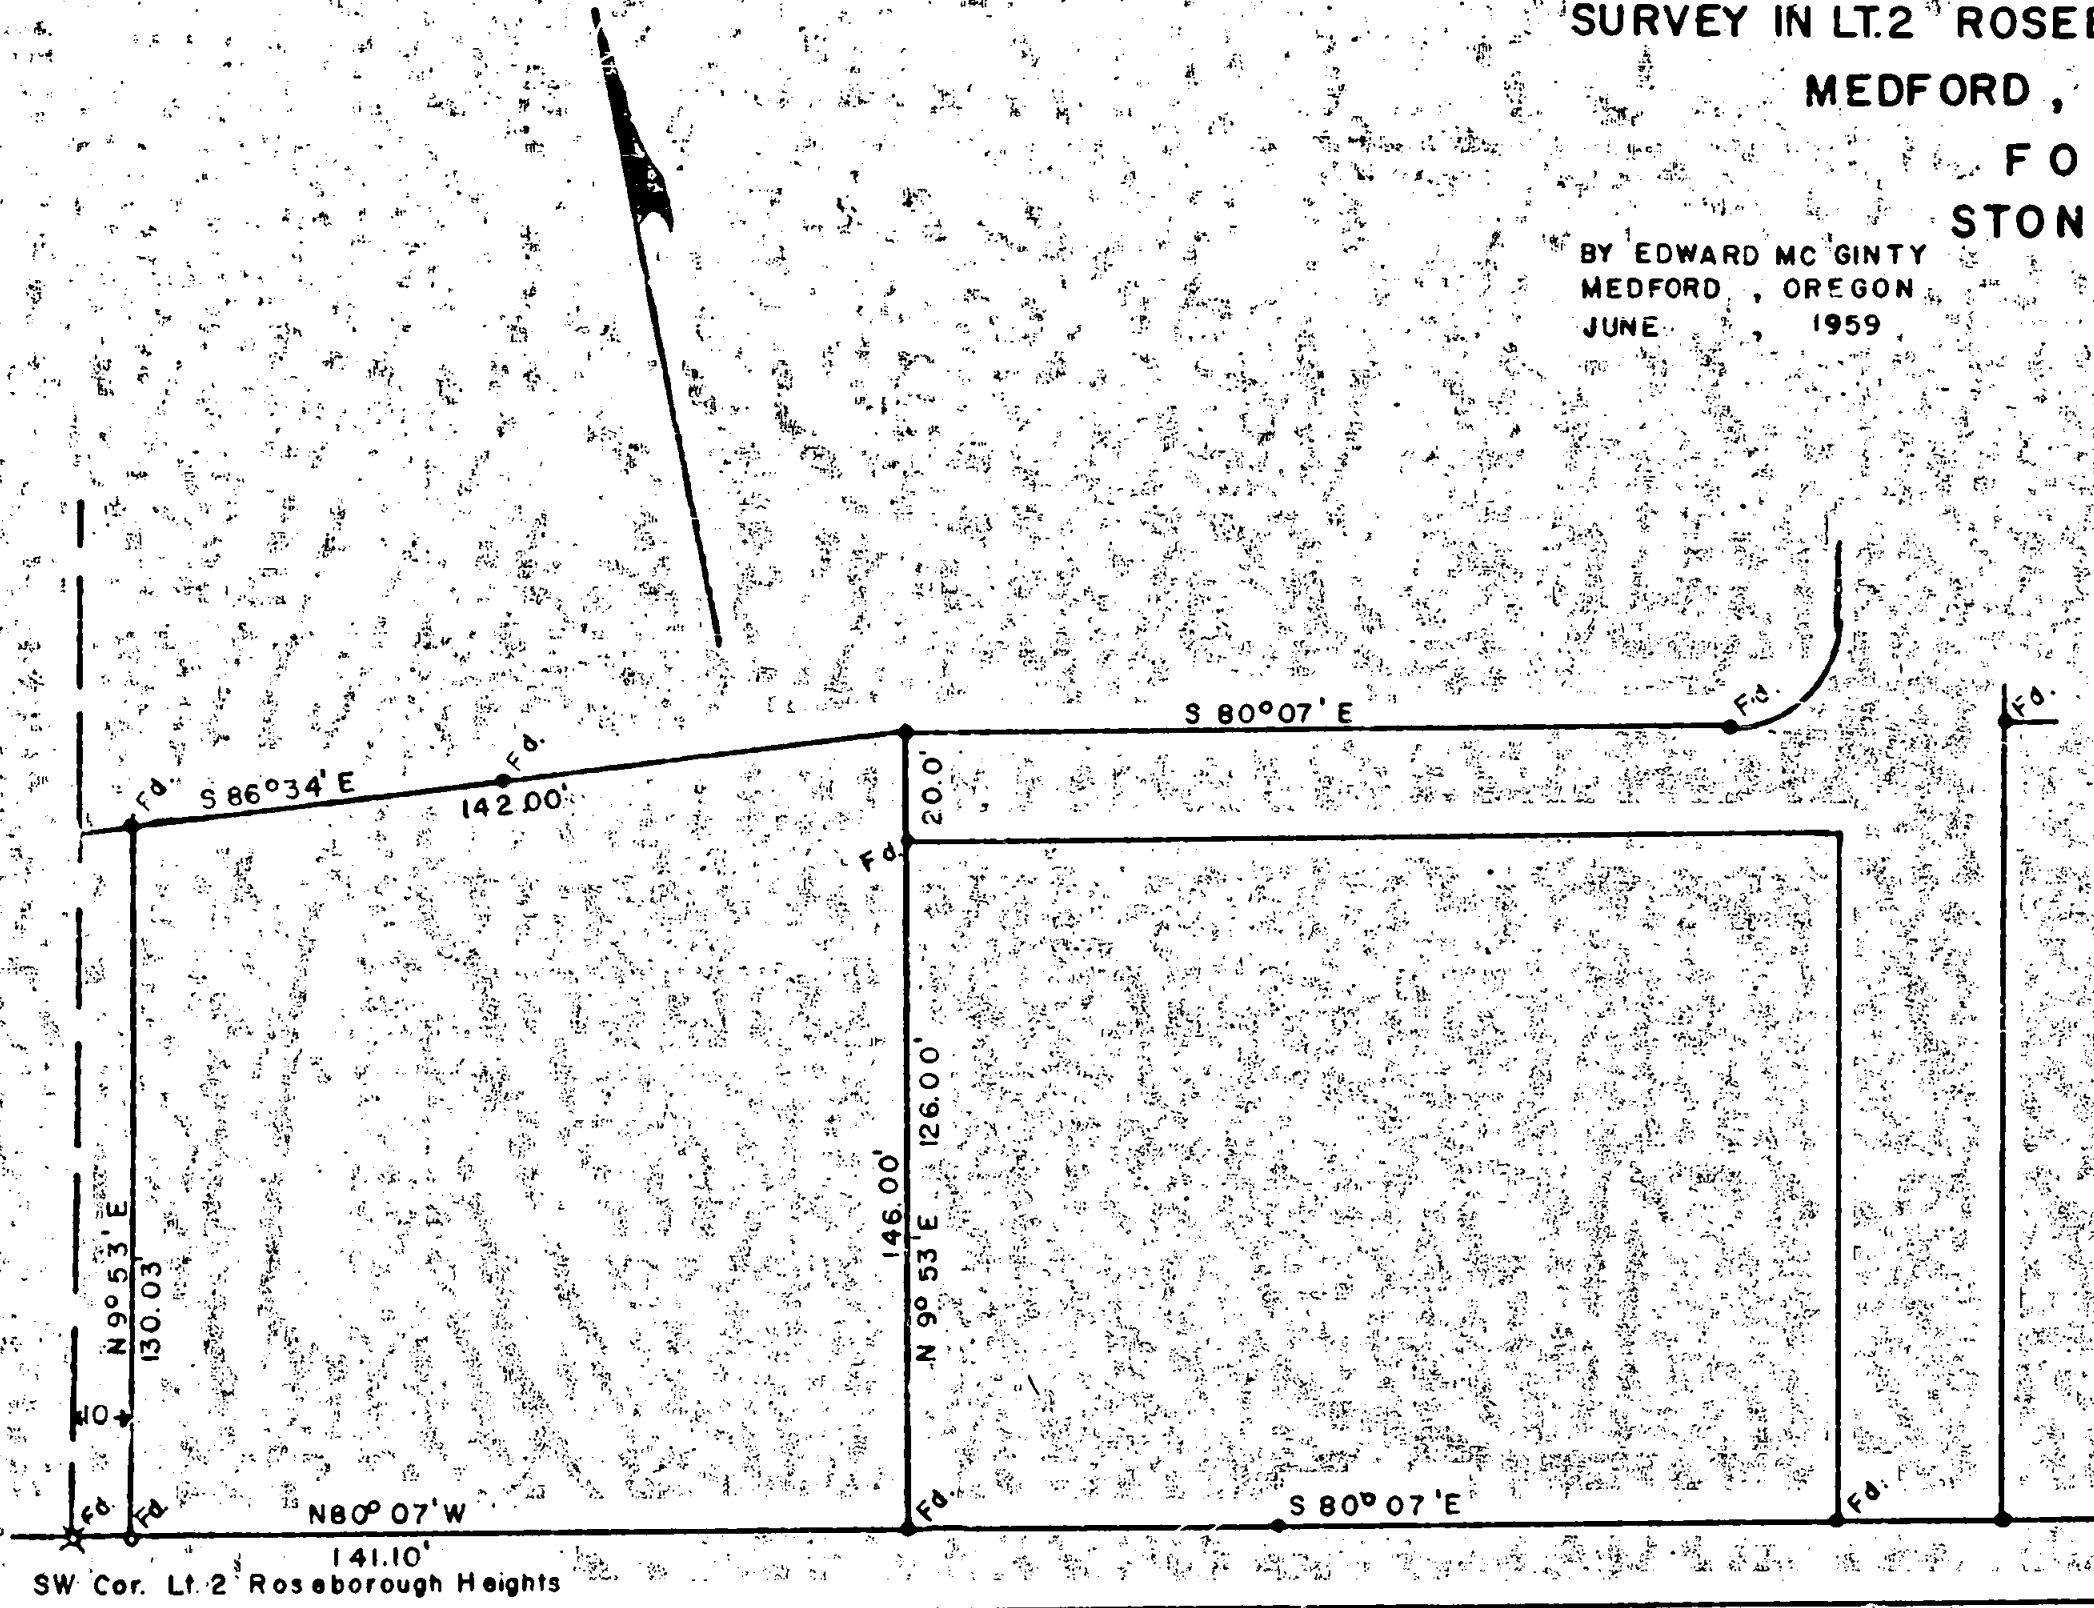 SURVEY IN LT.2 ROSEB
MEDFORD ,
FO
STON
BY EDWARD MC GINTY
MEDFORD , OREGON
JUNE , 1959
S 80°07' E
Fd.
Fd.
Fd.
Fd.
S 86°34' E
142.00'
20.0'
Fd.
N 9° 53' E
130.03'
146.00'
N 9° 53' E 126.00'
10
Fd.
Fd.
N80° 07' W
141.10'
Fd.
S 80° 07' E
Fd.
SW Cor. Lt. 2 Roseborough Heights